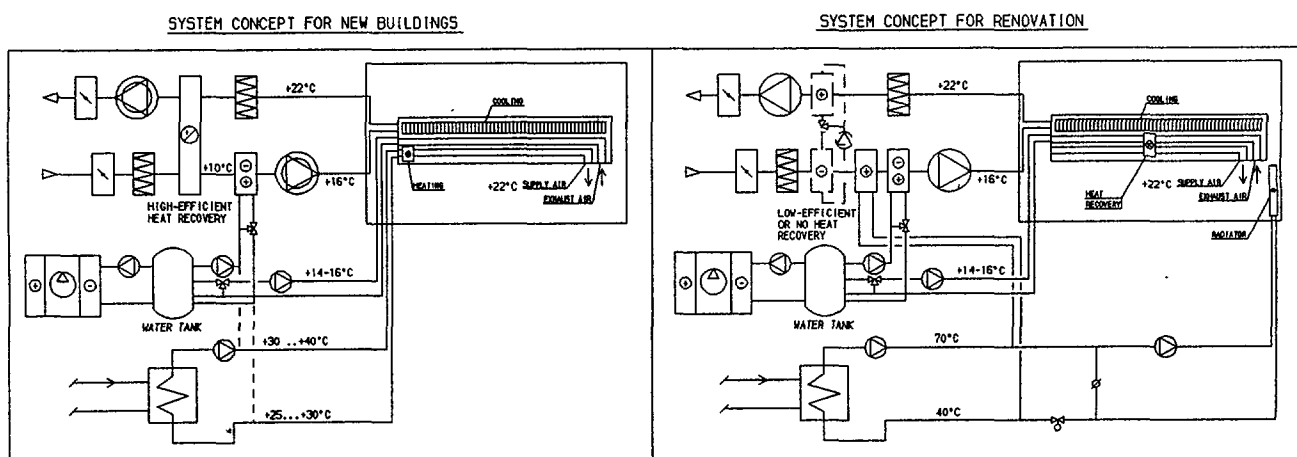 SYSTEM CONCEPT FOR NEW BUILDINGS
+22°C
COOLING
+10°C
+16°C
HEATING
+22°C
SUPPLY AIR
EXHAUST AIR
HIGH-EFFICIENT
HEAT RECOVERY
+14-16°C
WATER TANK
+30 ..+40°C
+25...+30°C
SYSTEM CONCEPT FOR RENOVATION
+22°C
COOLING
+16°C
HEAT
RECOVERY
+22°C
SUPPLY AIR
EXHAUST AIR
RADIATOR
LOW-EFFICIENT
OR NO HEAT
RECOVERY
+14-16°C
WATER TANK
70°C
40°C